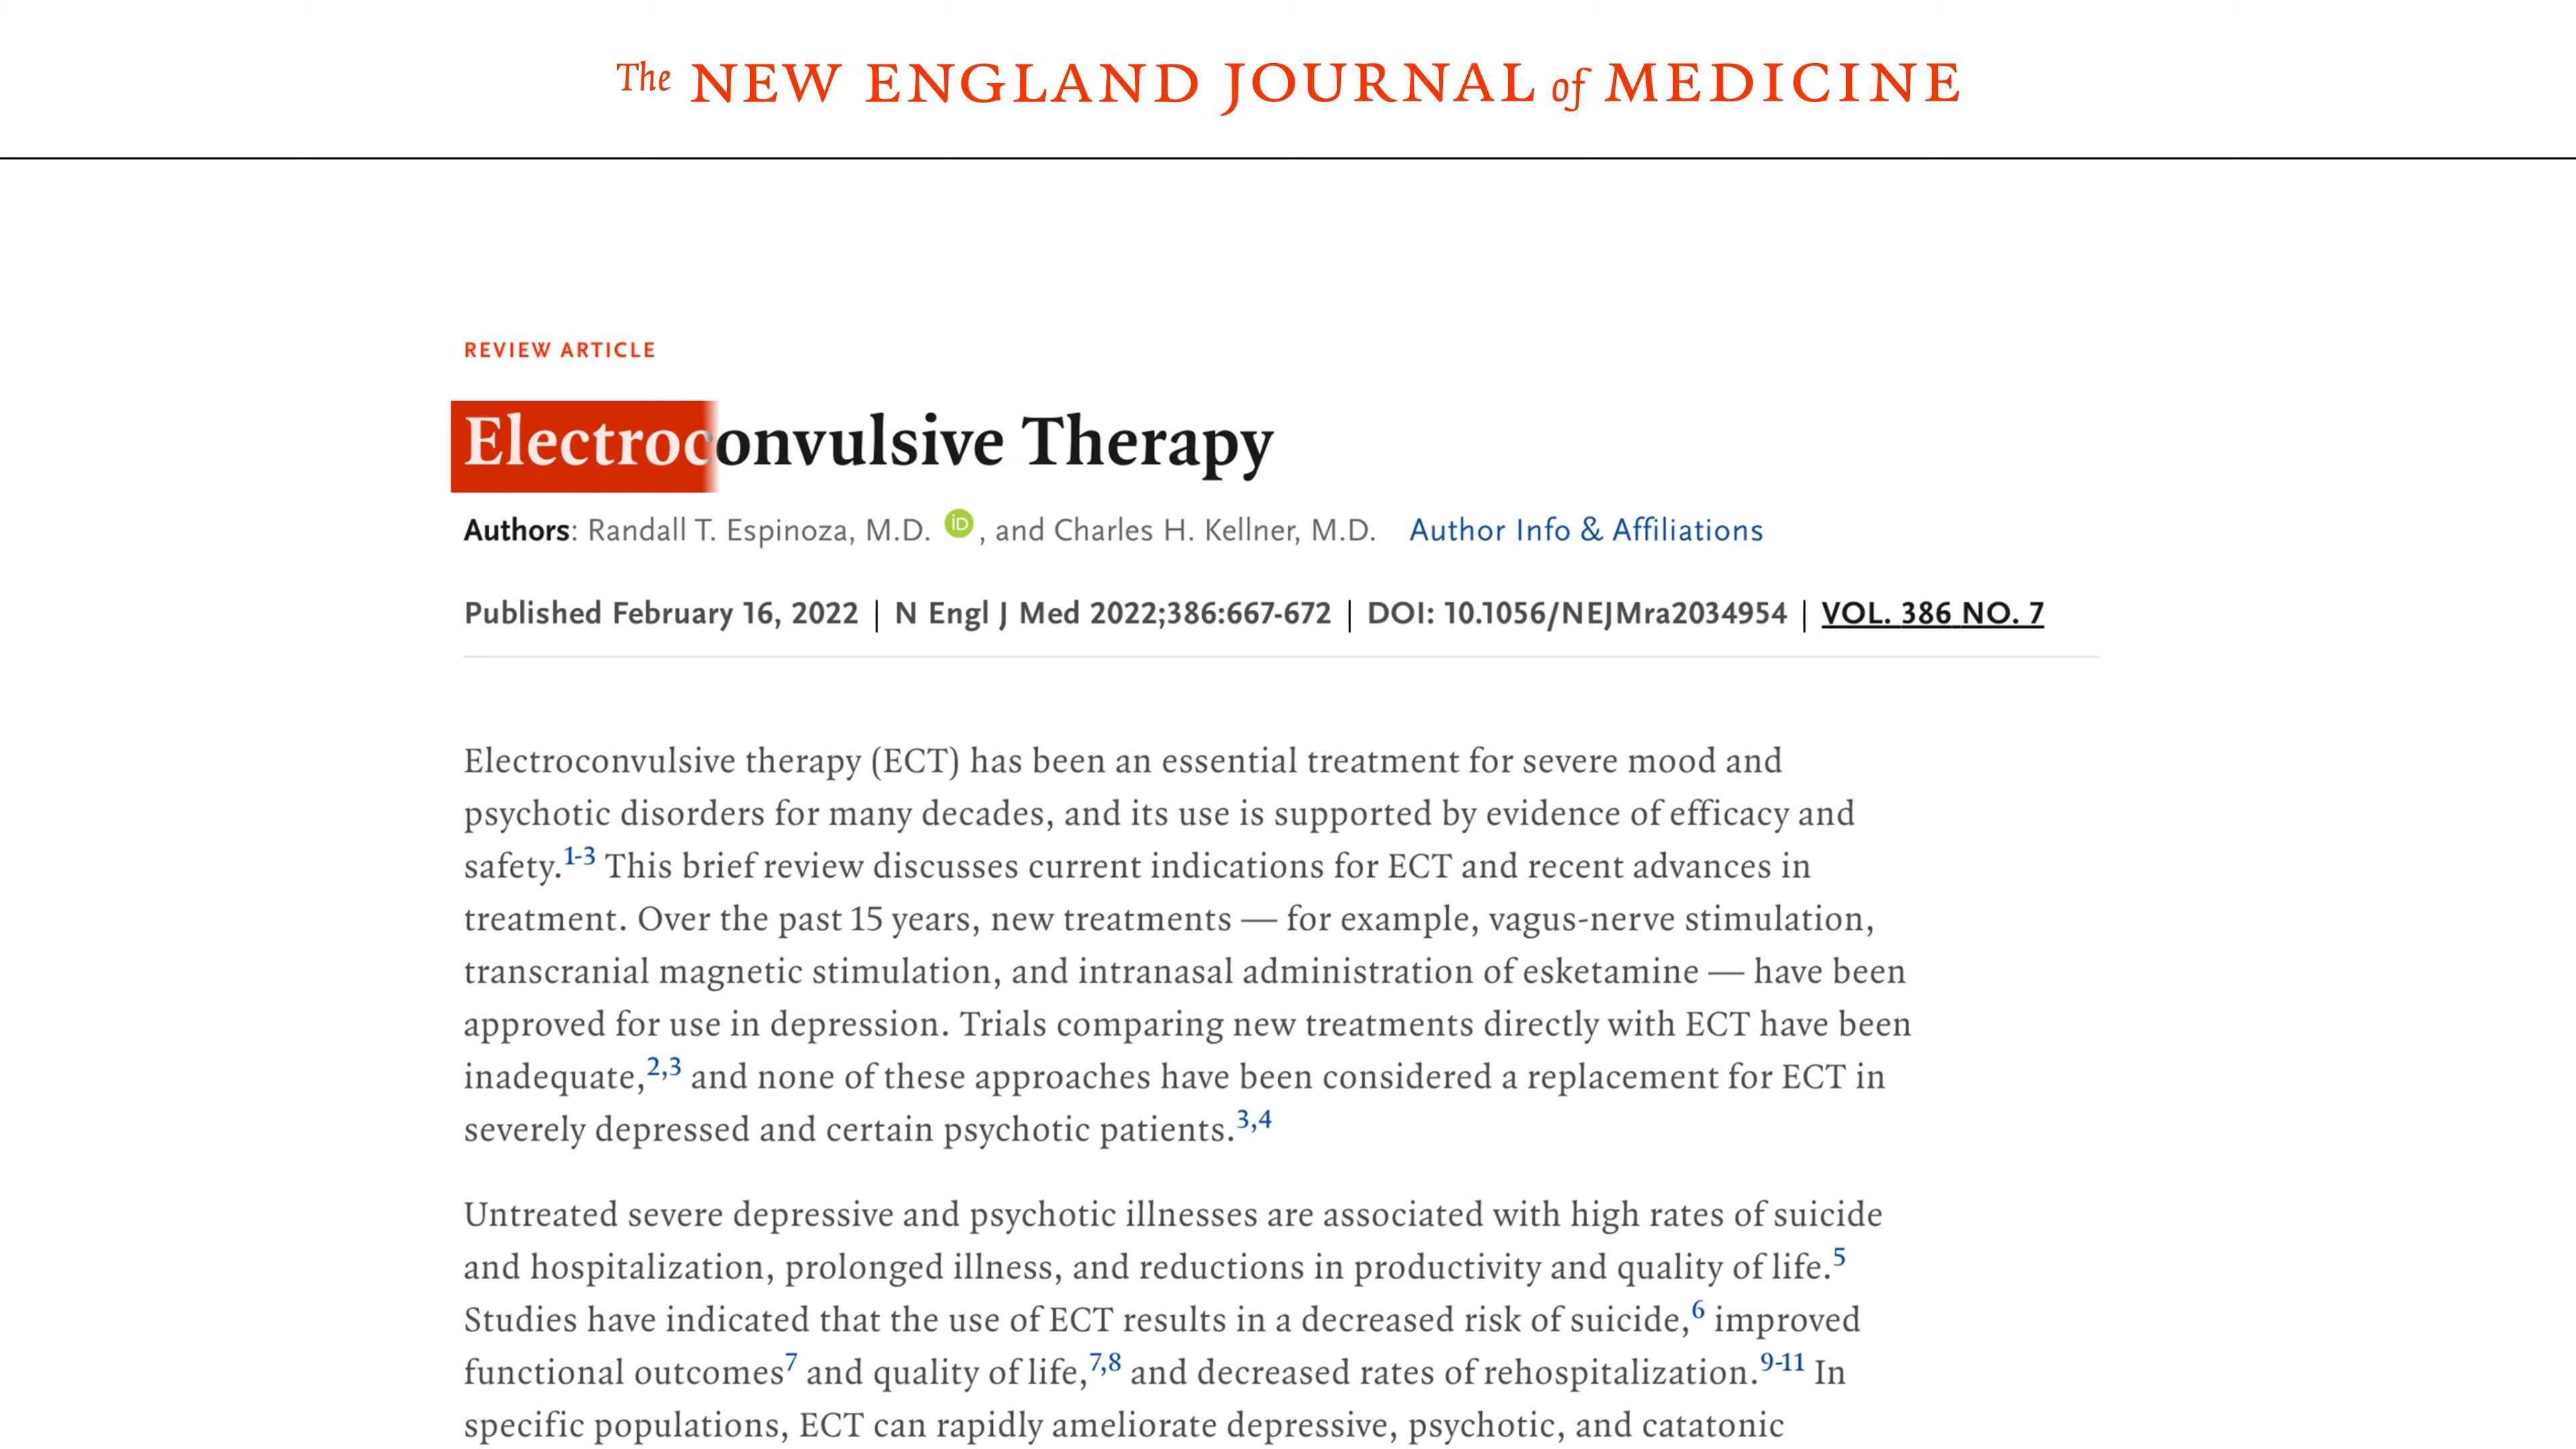 The NEW ENGLAND JOURNAL of MEDICINE
REVIEW ARTICLE
Electroconvulsive Therapy
Authors: Randall T. Espinoza, M.D. iD , and Charles H. Kellner, M.D. Author Info & Affiliations
Published February 16, 2022 | N Engl J Med 2022;386:667-672 | DOI: 10.1056/NEJMra2034954 | VOL. 386 NO. 7
Electroconvulsive therapy (ECT) has been an essential treatment for severe mood and
psychotic disorders for many decades, and its use is supported by evidence of efficacy and
safety.1-3 This brief review discusses current indications for ECT and recent advances in
treatment. Over the past 15 years, new treatments — for example, vagus-nerve stimulation,
transcranial magnetic stimulation, and intranasal administration of esketamine — have been
approved for use in depression. Trials comparing new treatments directly with ECT have been
inadequate,2,3 and none of these approaches have been considered a replacement for ECT in
severely depressed and certain psychotic patients.3,4
Untreated severe depressive and psychotic illnesses are associated with high rates of suicide
and hospitalization, prolonged illness, and reductions in productivity and quality of life.5
Studies have indicated that the use of ECT results in a decreased risk of suicide,6 improved
functional outcomes7 and quality of life,7,8 and decreased rates of rehospitalization.9-11 In
specific populations, ECT can rapidly ameliorate depressive, psychotic, and catatonic